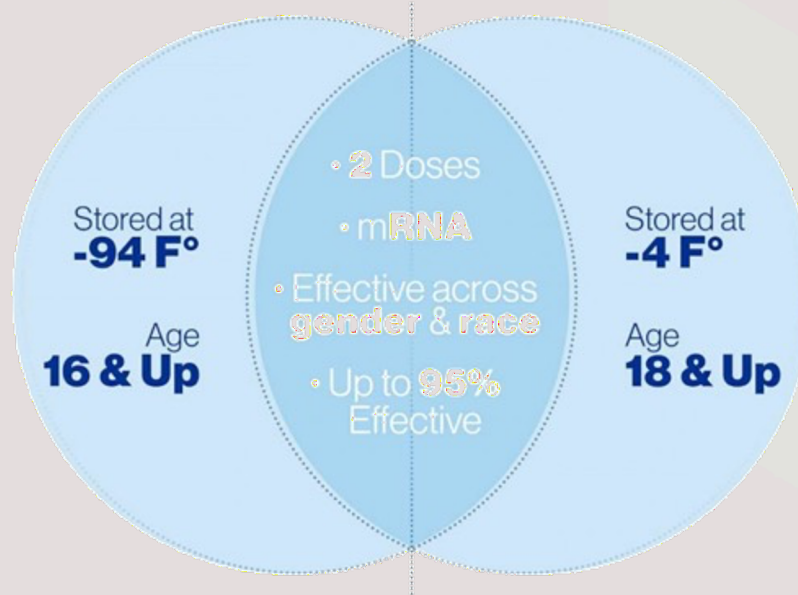 Stored at
-94 F°
Age
16 & Up
• 2 Doses
• mRNA
• Effective across
gender & race
• Up to 95%
Effective
Stored at
-4 F°
Age
18 & Up